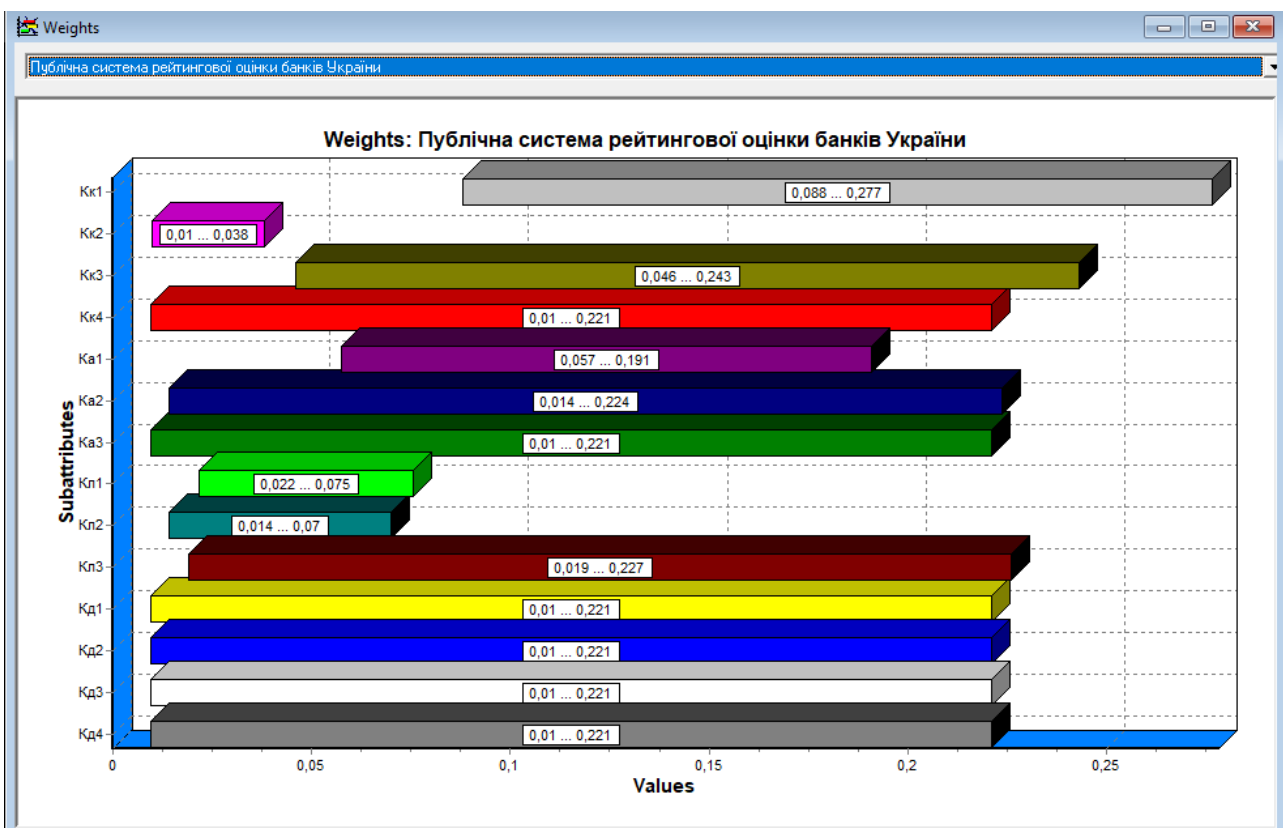 Weights
Публічна система рейтингової оцінки банків України
Weights: Публічна система рейтингової оцінки банків України
Subattributes
Кк1
0,088 ... 0,277
Кк2
0,01 ... 0,038
Кк3
0,046 ... 0,243
Кк4
0,01 ... 0,221
Ка1
0,057 ... 0,191
Ка2
0,014 ... 0,224
Ка3
0,01 ... 0,221
Кл1
0,022 ... 0,075
Кл2
0,014 ... 0,07
Кл3
0,019 ... 0,227
Кд1
0,01 ... 0,221
Кд2
0,01 ... 0,221
Кд3
0,01 ... 0,221
Кд4
0,01 ... 0,221
0 0,05 0,1 0,15 0,2 0,25
Values